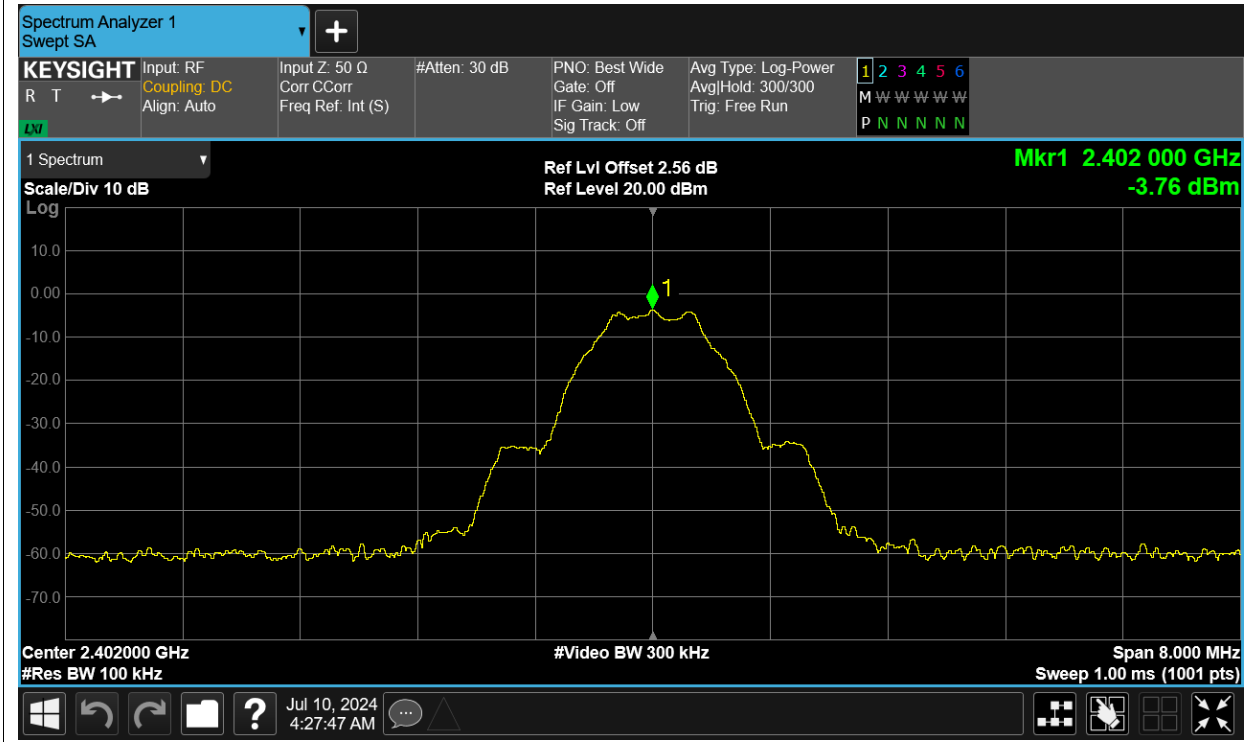 Spectrum Analyzer 1
Swept SA
+
KEYSIGHT
R T
LXI
Input: RF
Coupling: DC
Align: Auto
Input Z: 50 Ω
Corr CCorr
Freq Ref: Int (S)
#Atten: 30 dB
PNO: Best Wide
Gate: Off
IF Gain: Low
Sig Track: Off
Avg Type: Log-Power
Avg|Hold: 300/300
Trig: Free Run
1 2 3 4 5 6
M W W W W W
P N N N N N
1 Spectrum
Scale/Div 10 dB
Log
Ref Lvl Offset 2.56 dB
Ref Level 20.00 dBm
Mkr1 2.402 000 GHz
-3.76 dBm
10.0
0.00
-10.0
-20.0
-30.0
-40.0
-50.0
-60.0
-70.0
1
Center 2.402000 GHz
#Res BW 100 kHz
#Video BW 300 kHz
Span 8.000 MHz
Sweep 1.00 ms (1001 pts)
?
Jul 10, 2024
4:27:47 AM